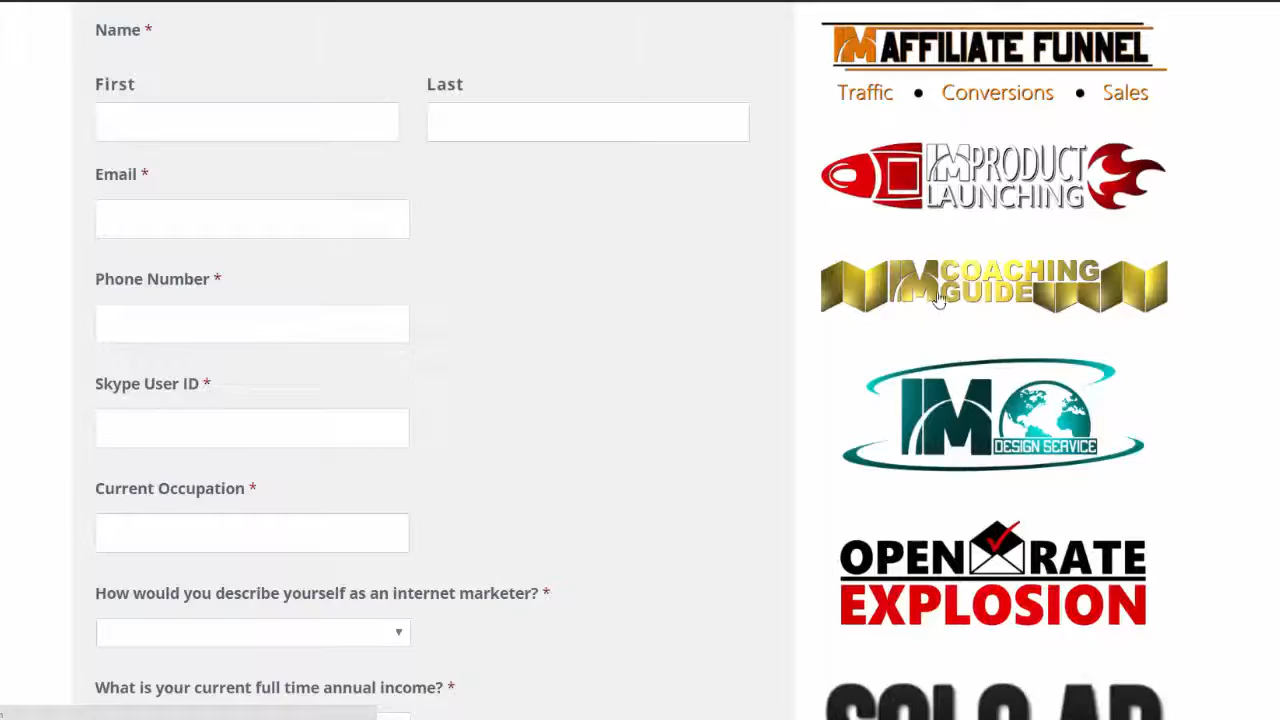 Name *
First
Last
Email *
Phone Number *
Skype User ID *
Current Occupation *
How would you describe yourself as an internet marketer? *
What is your current full time annual income? *
IM AFFILIATE FUNNEL
Traffic • Conversions • Sales
IM PRODUCT
LAUNCHING
IM COACHING
GUIDE
IM
DESIGN SERVICE
OPEN RATE
EXPLOSION
SOLO AD